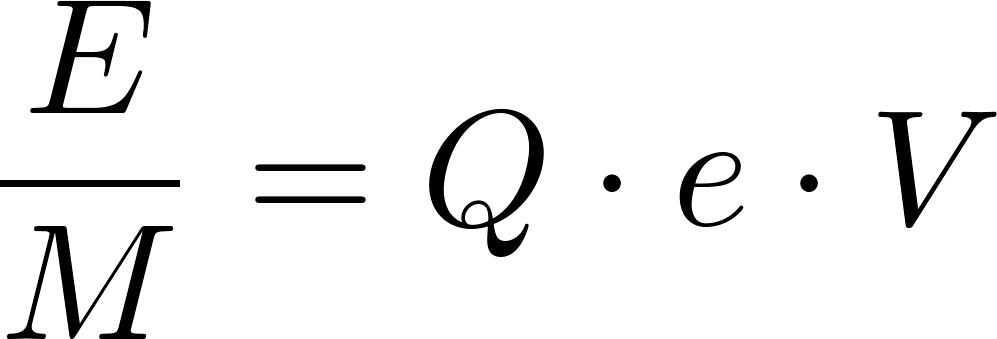 E/M = Q · e · V